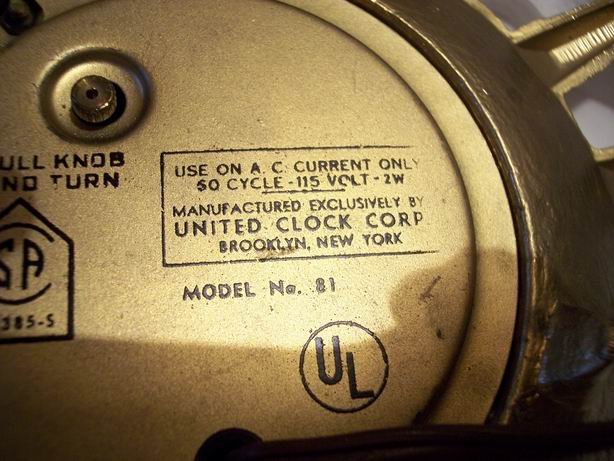 ULL KNOB
ND TURN
USE ON A. C. CURRENT ONLY
60 CYCLE - 115 VOLT - 2W
MANUFACTURED EXCLUSIVELY BY
UNITED CLOCK CORP
BROOKLYN, NEW YORK
MODEL No. 81
SA
385-S
UL